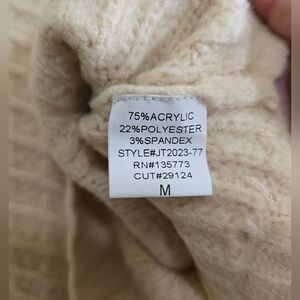 75%ACRYLIC
22%POLYESTER
3%SPANDEX
STYLE#JT2023-77
RN#135773
CUT#29124
M